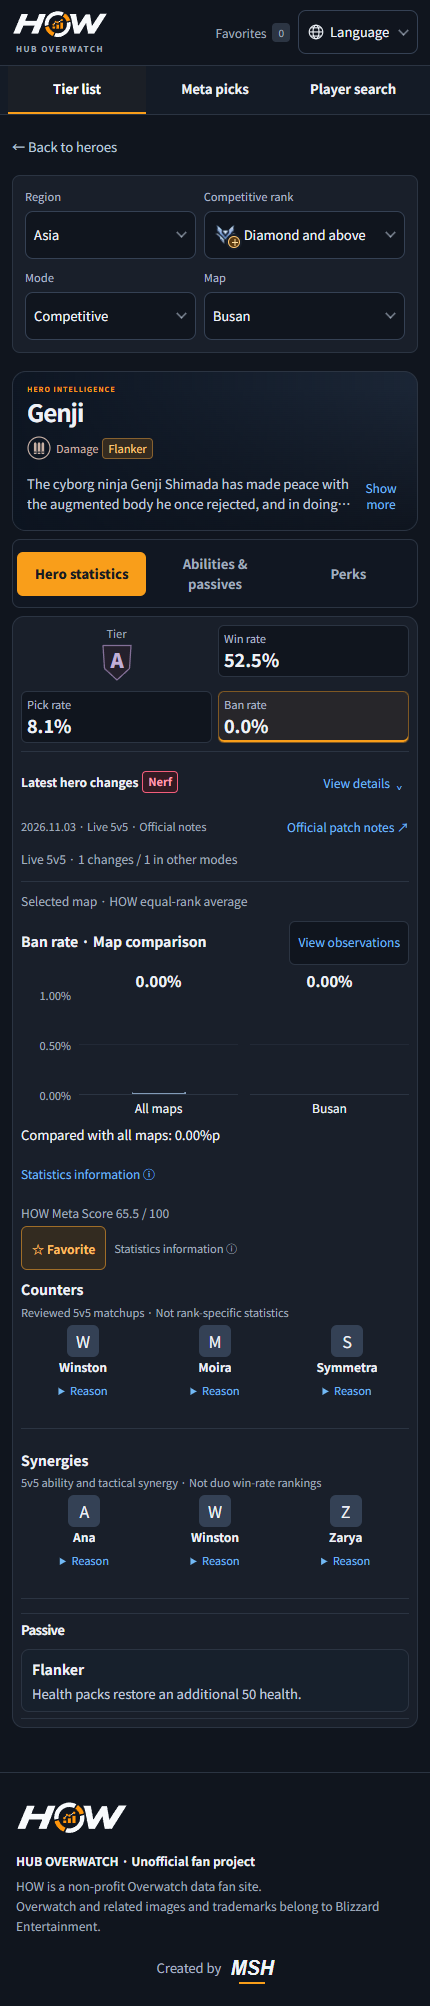 HOW
HUB OVERWATCH
Favorites 0
Language
Tier list
Meta picks
Player search
← Back to heroes
Region
Competitive rank
Asia
Diamond and above
Mode
Map
Competitive
Busan
HERO INTELLIGENCE
Genji
Damage Flanker
The cyborg ninja Genji Shimada has made peace with
the augmented body he once rejected, and in doing…
Show
more
Hero statistics
Abilities &
passives
Perks
Tier
A
Win rate
52.5%
Pick rate
8.1%
Ban rate
0.0%
Latest hero changes Nerf
View details ⌄
2026.11.03 · Live 5v5 · Official notes
Official patch notes ↗
Live 5v5 · 1 changes / 1 in other modes
Selected map · HOW equal-rank average
Ban rate · Map comparison
View observations
0.00%
0.00%
1.00%
0.50%
0.00%
All maps
Busan
Compared with all maps: 0.00%p
Statistics information ⓘ
HOW Meta Score 65.5 / 100
☆ Favorite
Statistics information ⓘ
Counters
Reviewed 5v5 matchups · Not rank-specific statistics
W
M
S
Winston
Moira
Symmetra
▶ Reason
▶ Reason
▶ Reason
Synergies
5v5 ability and tactical synergy · Not duo win-rate rankings
A
W
Z
Ana
Winston
Zarya
▶ Reason
▶ Reason
▶ Reason
Passive
Flanker
Health packs restore an additional 50 health.
HOW
HUB OVERWATCH · Unofficial fan project
HOW is a non-profit Overwatch data fan site.
Overwatch and related images and trademarks belong to Blizzard
Entertainment.
Created by MSH